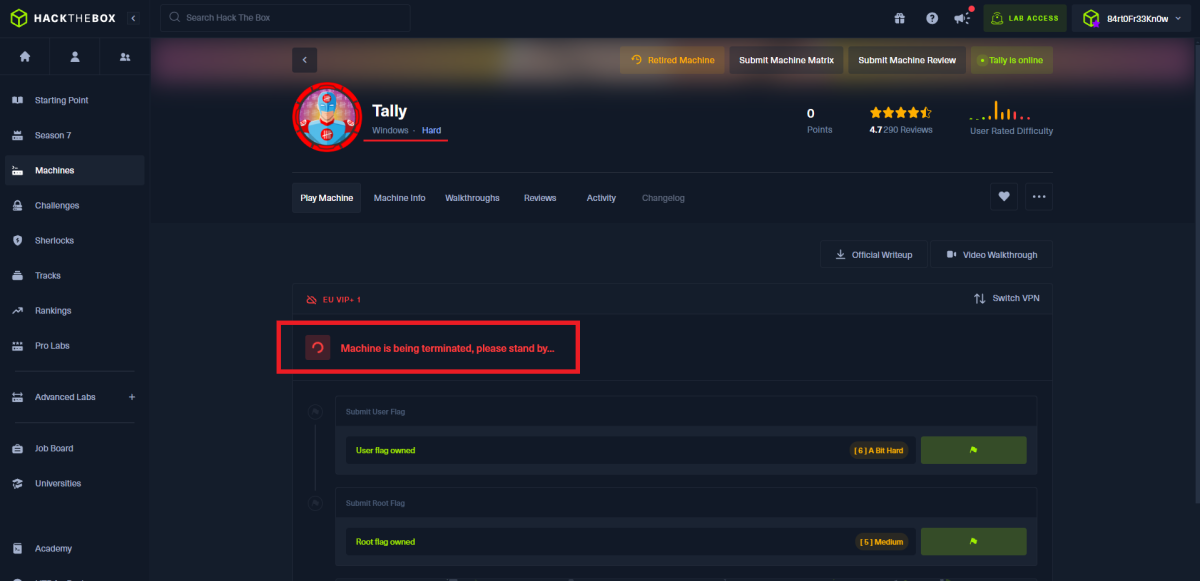 HACKTHEBOX
Search Hack The Box
LAB ACCESS
84rt0Fr33Kn0w
Retired Machine
Submit Machine Matrix
Submit Machine Review
Tally is online
Starting Point
Season 7
Machines
Challenges
Sherlocks
Tracks
Rankings
Pro Labs
Advanced Labs +
Job Board
Universities
Academy
Tally
Windows · Hard
0
Points
4.7 290 Reviews
User Rated Difficulty
Play Machine
Machine Info
Walkthroughs
Reviews
Activity
Changelog
Official Writeup
Video Walkthrough
EU VIP+ 1
Switch VPN
Machine is being terminated, please stand by...
Submit User Flag
User flag owned
[ 6 ] A Bit Hard
Submit Root Flag
Root flag owned
[ 5 ] Medium